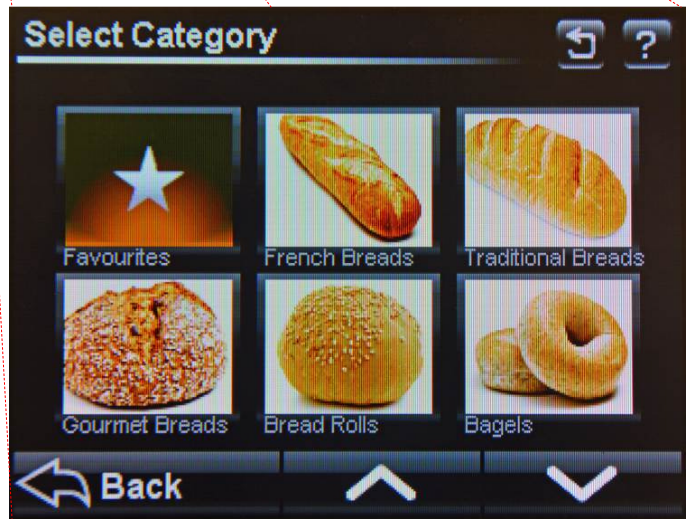 Select Category
?
Favourites
French Breads
Traditional Breads
Gourmet Breads
Bread Rolls
Bagels
Back